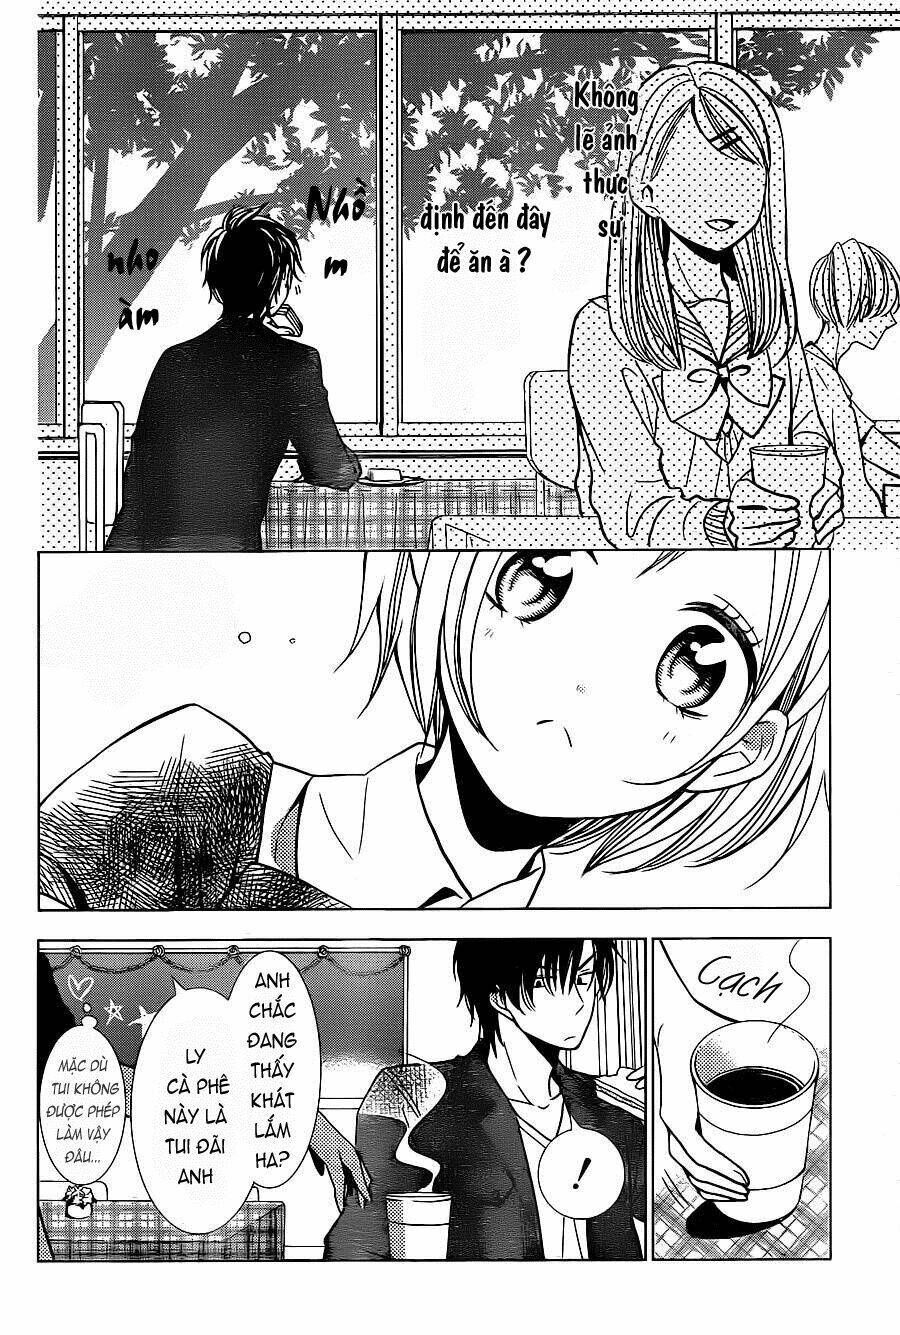 Không
lẽ ảnh
thực
sự
định đến đây
để ăn à ?
Nhồ
m
nho
àm
Cạch
!
ANH
CHẮC
ĐANG
THẤY
KHÁT
LẮM
HA?
LY
CÀ PHÊ
NÀY LÀ
TUI ĐÃI
ANH
MẶC DÙ
TUI KHÔNG
ĐƯỢC PHÉP
LÀM VẬY
ĐÂU...